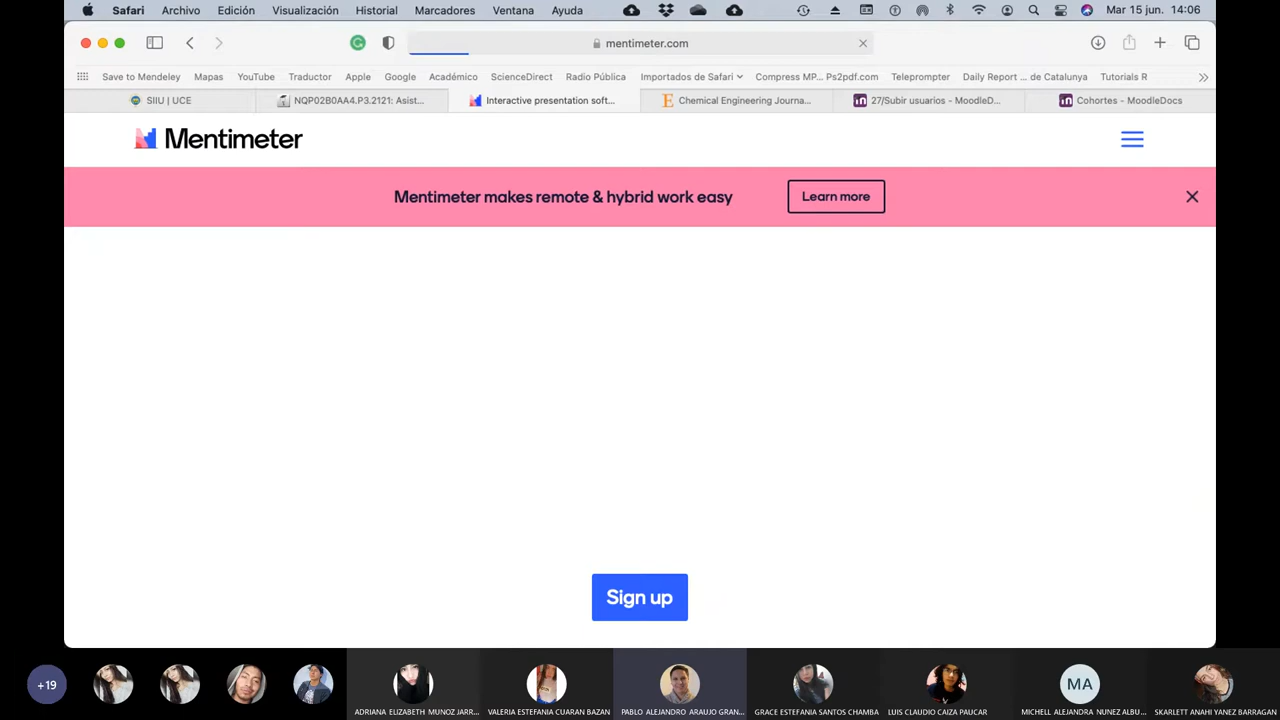 Safari Archivo Edición Visualización Historial Marcadores Ventana Ayuda Mar 15 jun. 14:06
mentimeter.com
Save to Mendeley Mapas YouTube Traductor Apple Google Académico ScienceDirect Radio Pública Importados de Safari Compress MP... Ps2pdf.com Teleprompter Daily Report ... de Catalunya Tutorials R
SIIU | UCE NQP02B0AA4.P3.2121: Asist... Interactive presentation soft... Chemical Engineering Journa... 27/Subir usuarios - MoodleD... Cohortes - MoodleDocs
Mentimeter
Mentimeter makes remote & hybrid work easy Learn more
Sign up
+19 MA
ADRIANA ELIZABETH MUNOZ JARR... VALERIA ESTEFANIA CUARAN BAZAN PABLO ALEJANDRO ARAUJO GRAN... GRACE ESTEFANIA SANTOS CHAMBA LUIS CLAUDIO CAIZA PAUCAR MICHELL ALEJANDRA NUNEZ ALBU... SKARLETT ANAHI YANEZ BARRAGAN